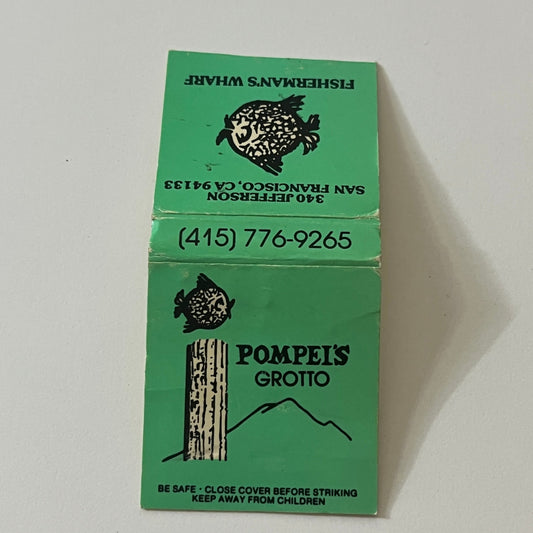 FISHERMAN'S WHARF
340 JEFFERSON
SAN FRANCISCO, CA 94133
(415) 776-9265
POMPEI'S
GROTTO
BE SAFE - CLOSE COVER BEFORE STRIKING
KEEP AWAY FROM CHILDREN